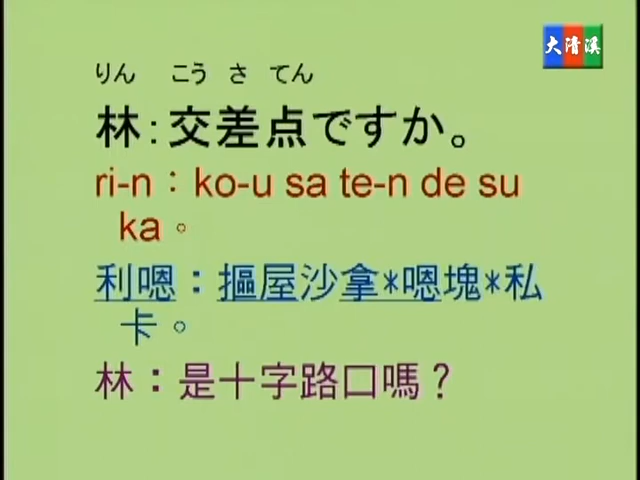 大清溪
りん こう さ てん
林：交差点ですか。
ri-n：ko-u sa te-n de su
ka。
利嗯：摳屋沙拿*嗯塊*私
卡。
林：是十字路口嗎？